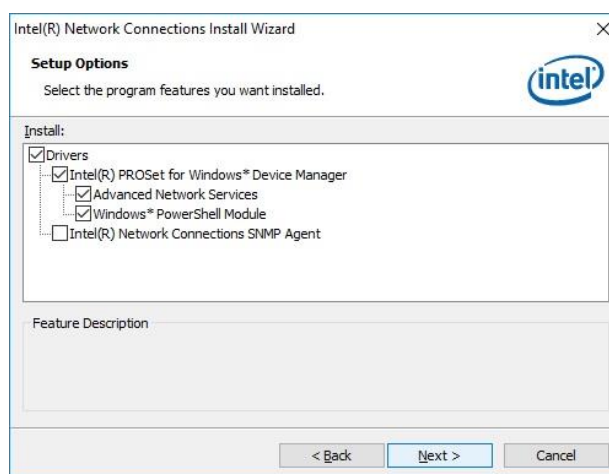 Intel(R) Network Connections Install Wizard
Setup Options
Select the program features you want installed.
intel
Install:
Drivers
Intel(R) PROSet for Windows* Device Manager
Advanced Network Services
Windows* PowerShell Module
Intel(R) Network Connections SNMP Agent
Feature Description
< Back
Next >
Cancel